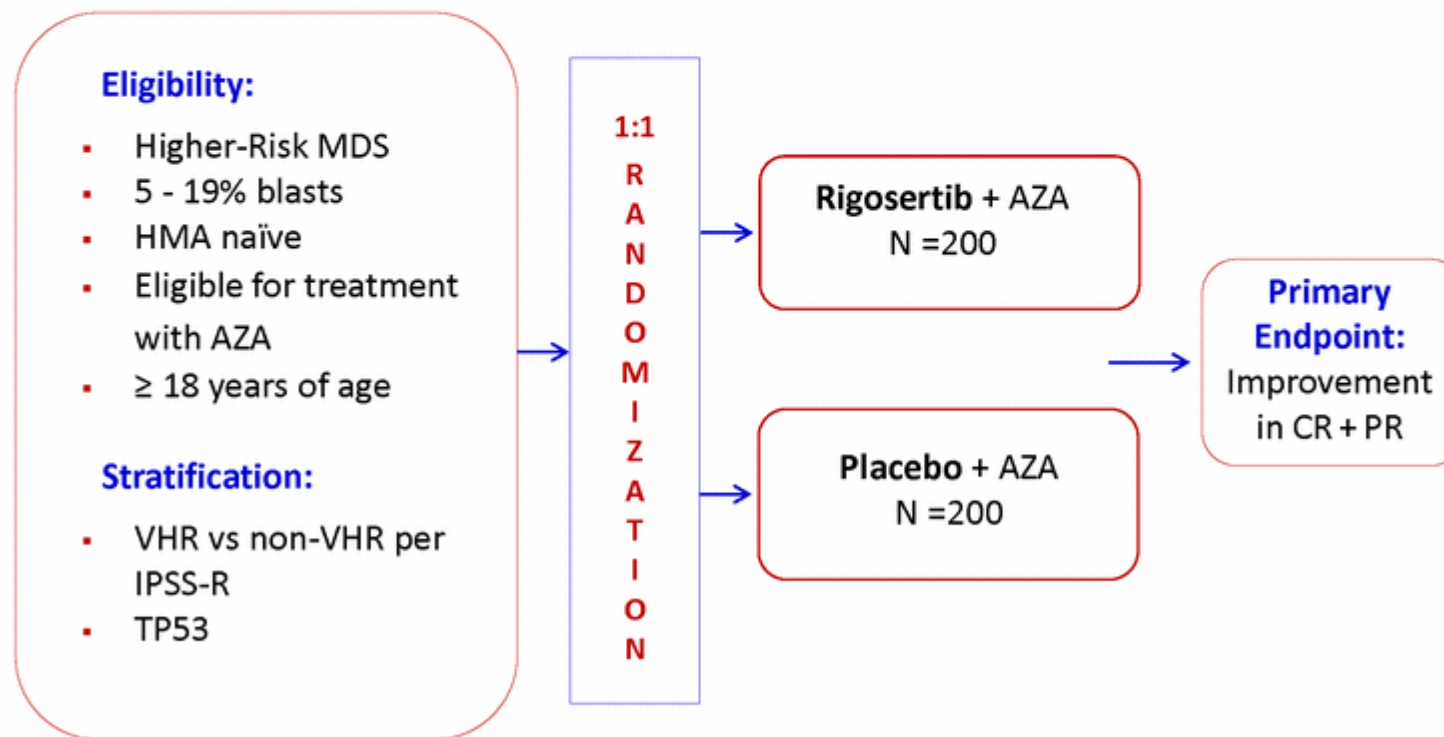 Eligibility:
▪ Higher-Risk MDS
▪ 5 - 19% blasts
▪ HMA naïve
▪ Eligible for treatment
with AZA
▪ ≥ 18 years of age
Stratification:
▪ VHR vs non-VHR per
IPSS-R
▪ TP53
1:1
R
A
N
D
O
M
I
Z
A
T
I
O
N
Rigosertib + AZA
N =200
Placebo + AZA
N =200
Primary
Endpoint:
Improvement
in CR + PR